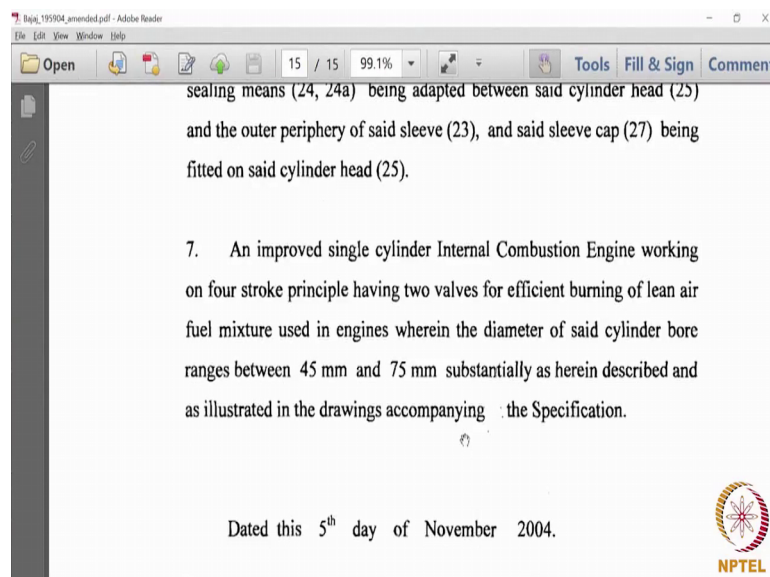 Bajaj_195904_amended.pdf - Adobe Reader
File Edit View Window Help
Open 15 / 15 99.1% Tools Fill & Sign Commen
sealing means (24, 24a) being adapted between said cylinder head (25)
and the outer periphery of said sleeve (23), and said sleeve cap (27) being
fitted on said cylinder head (25).
7. An improved single cylinder Internal Combustion Engine working
on four stroke principle having two valves for efficient burning of lean air
fuel mixture used in engines wherein the diameter of said cylinder bore
ranges between 45 mm and 75 mm substantially as herein described and
as illustrated in the drawings accompanying the Specification.
Dated this 5th day of November 2004.
NPTEL